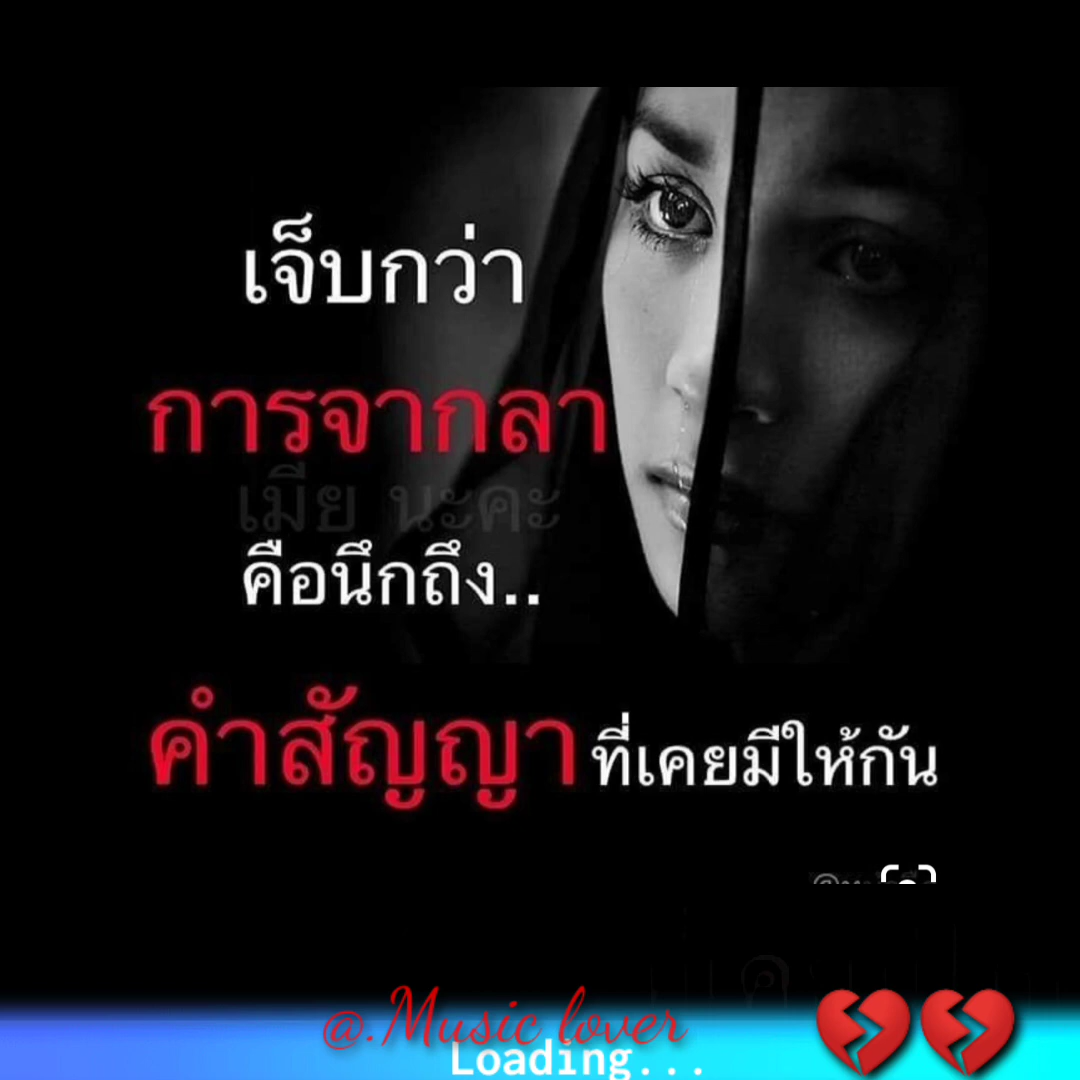 เจ็บกว่า
การจากลา
เมีย นะคะ
คือนึกถึง..
คำสัญญา ที่เคยมีให้กัน
@.Music lover
Loading...